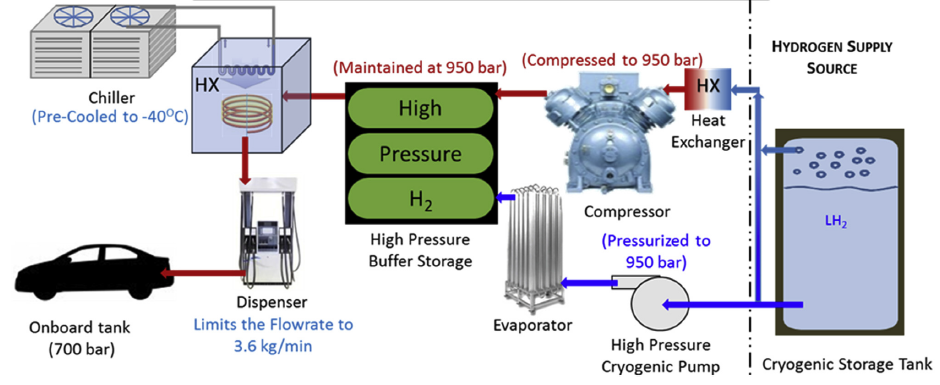 HYDROGEN SUPPLY
SOURCE
(Maintained at 950 bar)
(Compressed to 950 bar)
HX
HX
Chiller
(Pre-Cooled to -40⁰C)
High
Pressure
H₂
Heat
Exchanger
Compressor
LH₂
High Pressure
Buffer Storage
(Pressurized to
950 bar)
Dispenser
Limits the Flowrate to
3.6 kg/min
Evaporator
Onboard tank
(700 bar)
High Pressure
Cryogenic Pump
Cryogenic Storage Tank